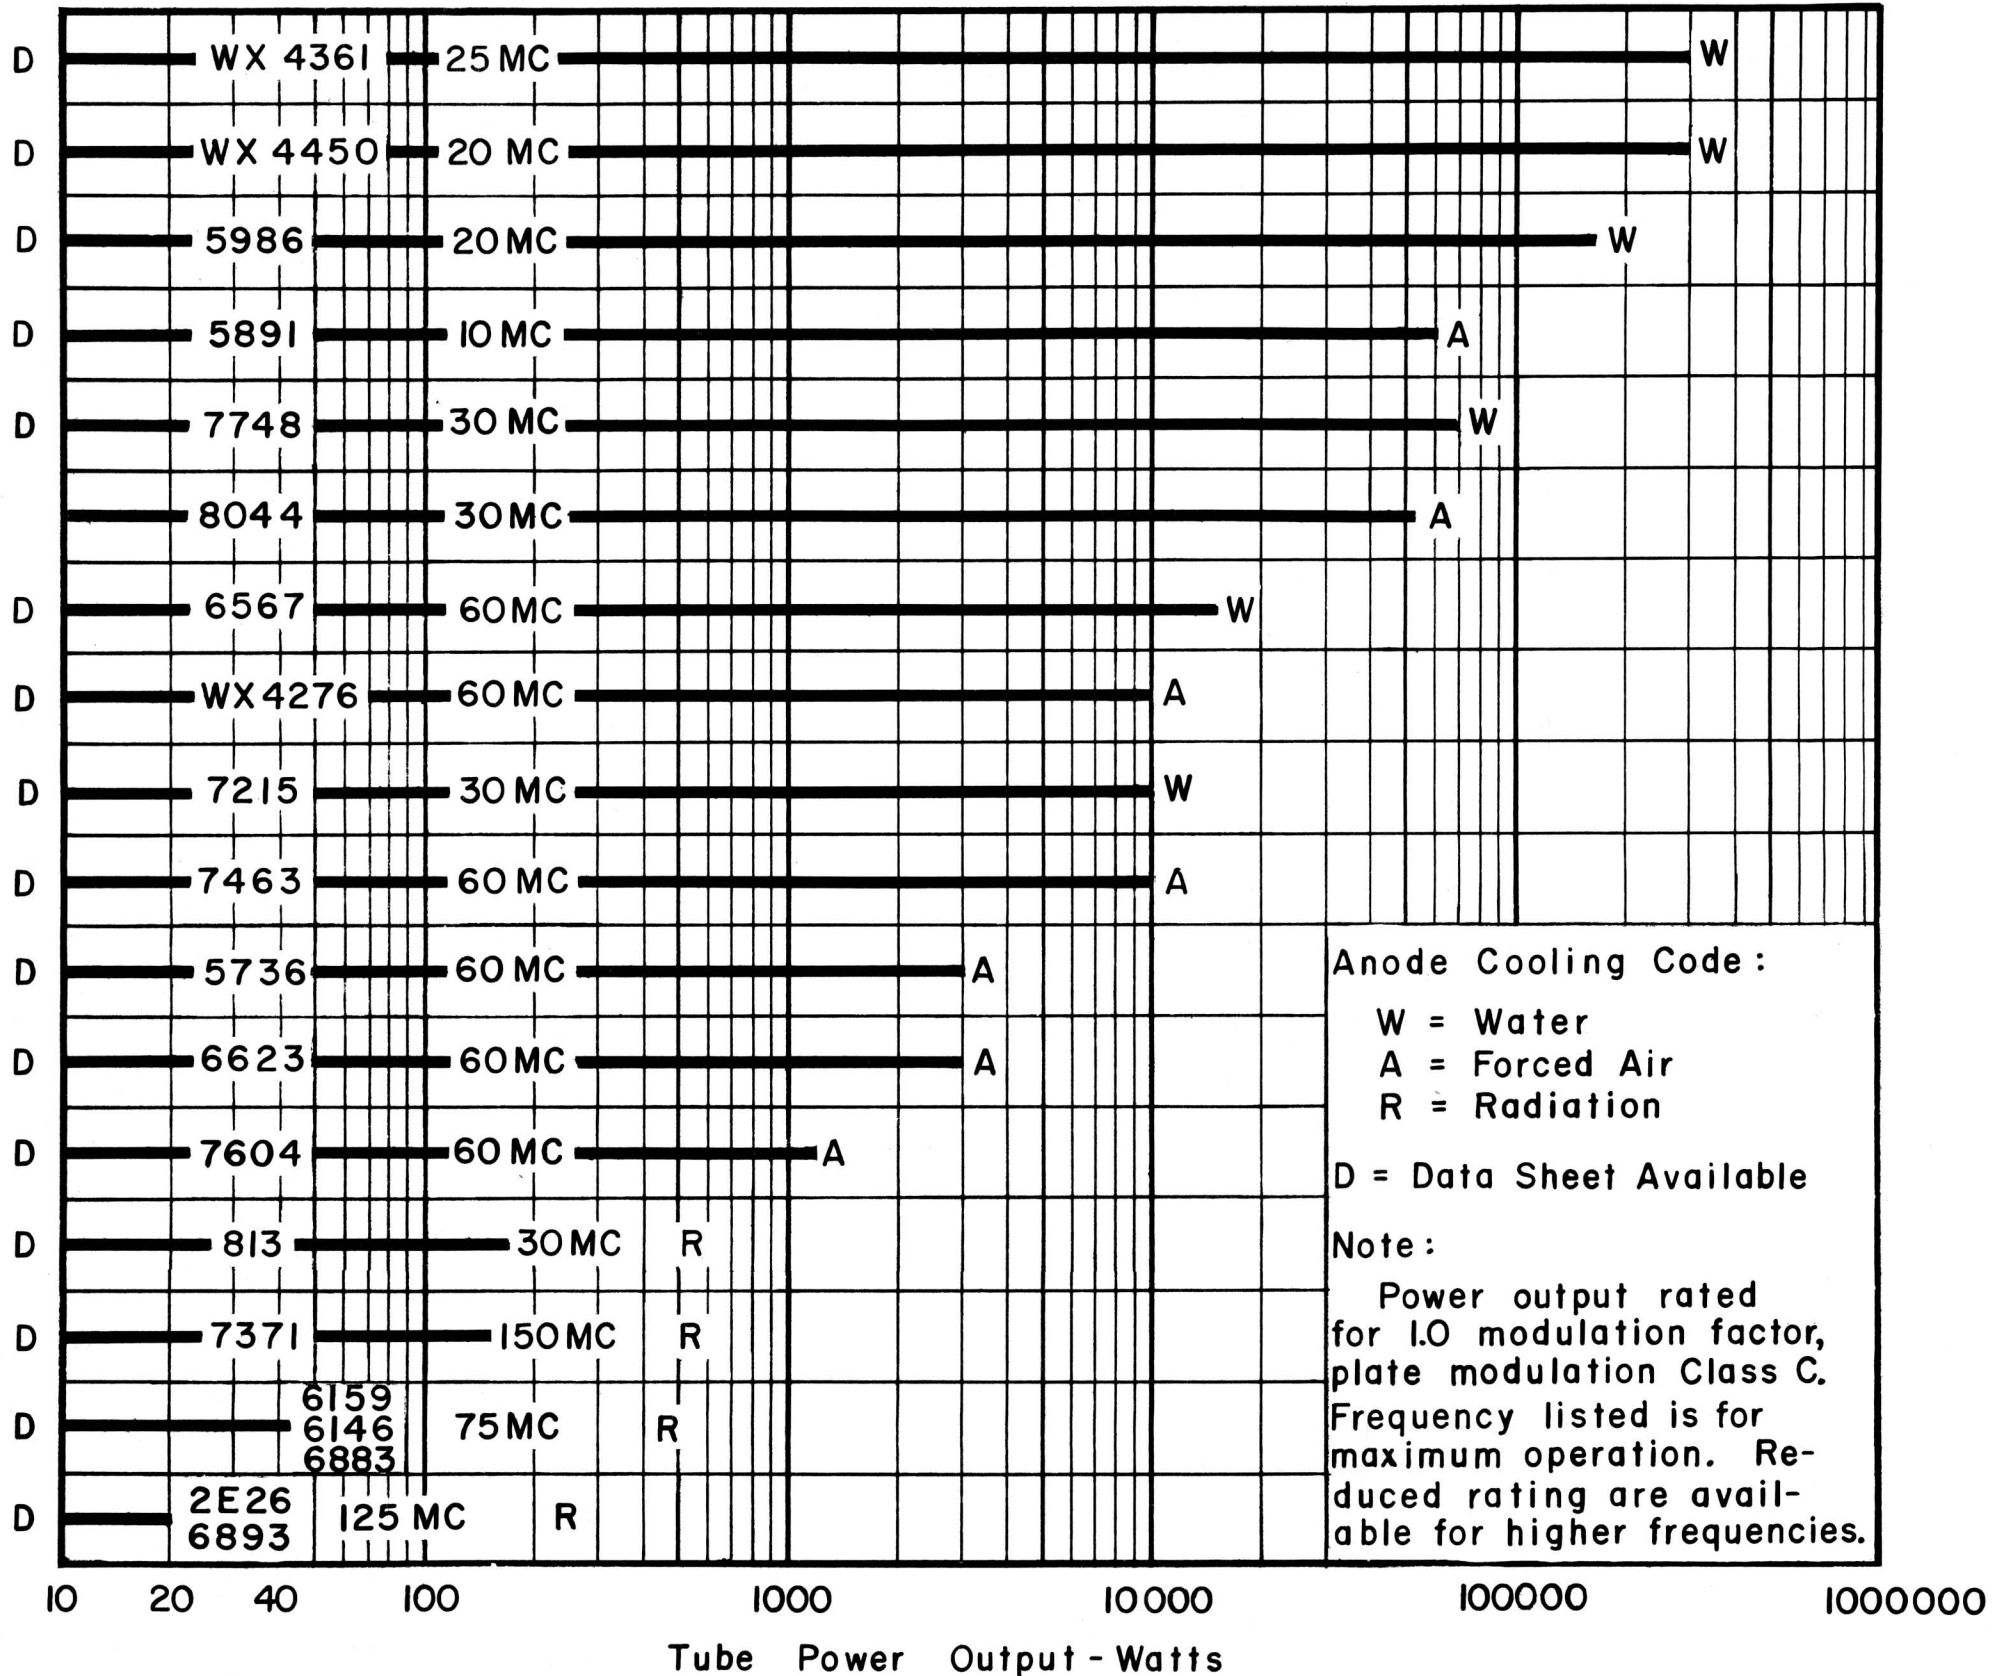 D WX 4361 25 MC W
D WX 4450 20 MC W
D 5986 20 MC W
D 5891 10 MC A
D 7748 30 MC W
8044 30 MC A
D 6567 60 MC W
D WX 4276 60 MC A
D 7215 30 MC W
D 7463 60 MC A
D 5736 60 MC A
D 6623 60 MC A
D 7604 60 MC A
D 813 30 MC R
D 7371 150 MC R
6159
D 6146 75 MC R
6883
2E26
D 125 MC R
6893
Anode Cooling Code :
W = Water
A = Forced Air
R = Radiation
D = Data Sheet Available
Note :
Power output rated
for 1.0 modulation factor,
plate modulation Class C.
Frequency listed is for
maximum operation. Re-
duced rating are avail-
able for higher frequencies.
10 20 40 100 1000 10000 100000 1000000
Tube Power Output - Watts